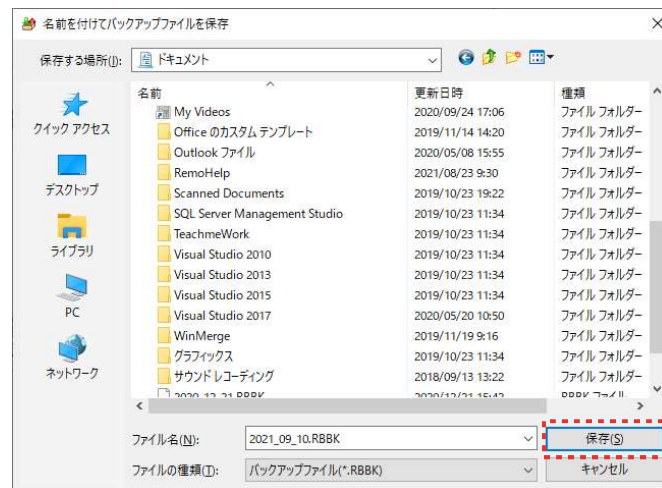 名前を付けてバックアップファイルを保存
保存する場所(I): ドキュメント
名前 更新日時 種類
My Videos 2020/09/24 17:06 ファイル フォルダー
Office のカスタム テンプレート 2019/11/14 14:20 ファイル フォルダー
Outlook ファイル 2020/05/08 15:55 ファイル フォルダー
RemoHelp 2021/08/23 9:30 ファイル フォルダー
Scanned Documents 2019/10/23 19:22 ファイル フォルダー
SQL Server Management Studio 2019/10/23 11:34 ファイル フォルダー
TeachmeWork 2019/10/23 11:34 ファイル フォルダー
Visual Studio 2010 2019/10/23 11:34 ファイル フォルダー
Visual Studio 2013 2019/10/23 11:34 ファイル フォルダー
Visual Studio 2015 2019/10/23 11:34 ファイル フォルダー
Visual Studio 2017 2020/05/20 10:50 ファイル フォルダー
WinMerge 2019/11/19 9:16 ファイル フォルダー
グラフィックス 2019/10/23 11:34 ファイル フォルダー
サウンド レコーディング 2018/09/13 13:22 ファイル フォルダー
2020_12_21.RBBK 2020/12/21 15:42 RBBK ファイル
クイック アクセス
デスクトップ
ライブラリ
PC
ネットワーク
ファイル名(N): 2021_09_10.RBBK 保存(S)
ファイルの種類(T): バックアップファイル(*.RBBK) キャンセル